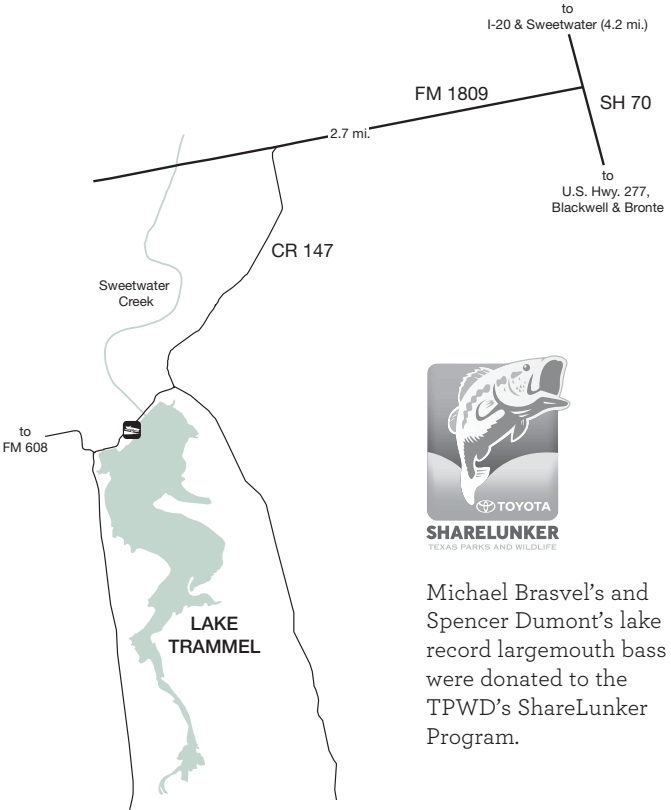 to
I-20 & Sweetwater (4.2 mi.)
FM 1809
SH 70
2.7 mi.
to
U.S. Hwy. 277,
Blackwell & Bronte
CR 147
Sweetwater
Creek
to
FM 608
LAKE
TRAMMEL
TOYOTA
SHARELUNKER
TEXAS PARKS AND WILDLIFE
Michael Brasvel’s and
Spencer Dumont’s lake
record largemouth bass
were donated to the
TPWD’s ShareLunker
Program.